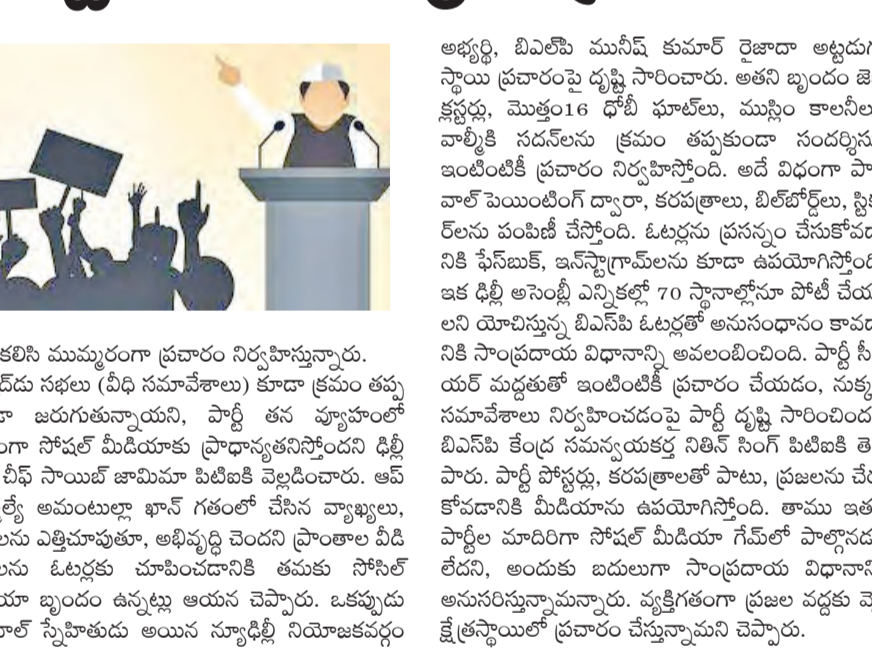 కలిసి ముమ్మరంగా ప్రచారం నిర్వహిస్తున్నారు.
సభలు (వీధి సమావేశాలు) కూడా క్రమం తప్ప
జరుగుతున్నాయని, పార్టీ తన వ్యూహంలో
సోషల్ మీడియాకు ప్రాధాన్యతనిస్తోందని ఢిల్లీ
చీఫ్ సాయిబ్ జామిమా పిటిఐకి వెల్లడించారు. ఆప్
అమంటుల్లా ఖాన్ గతంలో చేసిన వ్యాఖ్యలు,
ఎత్తిచూపుతూ, అభివృద్ధి చెందని ప్రాంతాల వీడి
ఓటర్లకు చూపించడానికి తమకు సోసిల్
బృందం ఉన్నట్లు ఆయన చెప్పారు. ఒకప్పుడు
స్నేహితుడు అయిన న్యూఢిల్లీ నియోజకవర్గం
అభ్యర్థి, బిఎల్‌పి మునీష్ కుమార్ రైజాదా అట్టడుగ
స్థాయి ప్రచారంపై దృష్టి సారించారు. అతని బృందం
క్లస్టర్లు, మొత్తం16 ధోబీ ఘాట్‌లు, ముస్లిం కాలనీల
వాల్మీకి సదన్‌లను క్రమం తప్పకుండా సందర్శిస
ఇంటింటికీ ప్రచారం నిర్వహిస్తోంది. అదే విధంగా పా
వాల్ పెయింటింగ్ ద్వారా, కరపత్రాలు, బిల్‌బోర్డ్‌లు, స్టిక
ర్‌లను పంపిణీ చేస్తోంది. ఓటర్లను ప్రసన్నం చేసుకోవడ
నికి ఫేస్‌బుక్, ఇన్‌స్టాగ్రామ్‌లను కూడా ఉపయోగిస్తోంది
ఇక ఢిల్లీ అసెంబ్లీ ఎన్నికల్లో 70 స్థానాల్లోనూ పోటీ చేయ
లని యోచిస్తున్న బిఎస్‌పి ఓటర్లతో అనుసంధానం కావడ
నికి సాంప్రదాయ విధానాన్ని అవలంబించింది. పార్టీ సీ
యర్ మద్దతుతో ఇంటింటికీ ప్రచారం చేయడం, నుక్క
సమావేశాలు నిర్వహించడంపై పార్టీ దృష్టి సారించింద
బిఎస్‌పి కేంద్ర సమన్వయకర్త నితిన్ సింగ్ పిటిఐకి తె
పారు. పార్టీ పోస్టర్లు, కరపత్రాలతో పాటు, ప్రజలను చేర
కోవడానికి మీడియాను ఉపయోగిస్తోంది. తాము ఇత
పార్టీల మాదిరిగా సోషల్ మీడియా గేమ్‌లో పాల్గొనడ
లేదని, అందుకు బదులుగా సాంప్రదాయ విధానాన
అనుసరిస్తున్నామన్నారు. వ్యక్తిగతంగా ప్రజల వద్దకు వె
క్షేత్రస్థాయిలో ప్రచారం చేస్తున్నామని చెప్పారు.